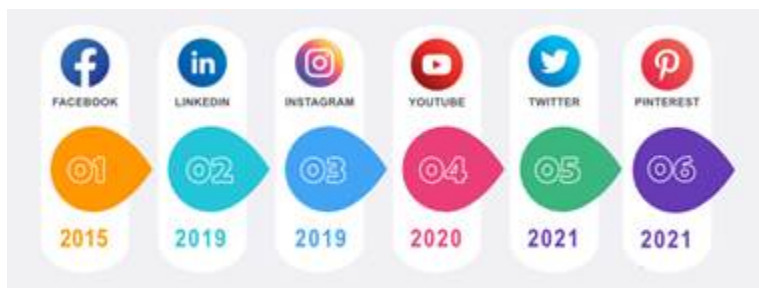 FACEBOOK LINKEDIN INSTAGRAM YOUTUBE TWITTER PINTEREST
01 02 03 04 05 06
2015 2019 2019 2020 2021 2021